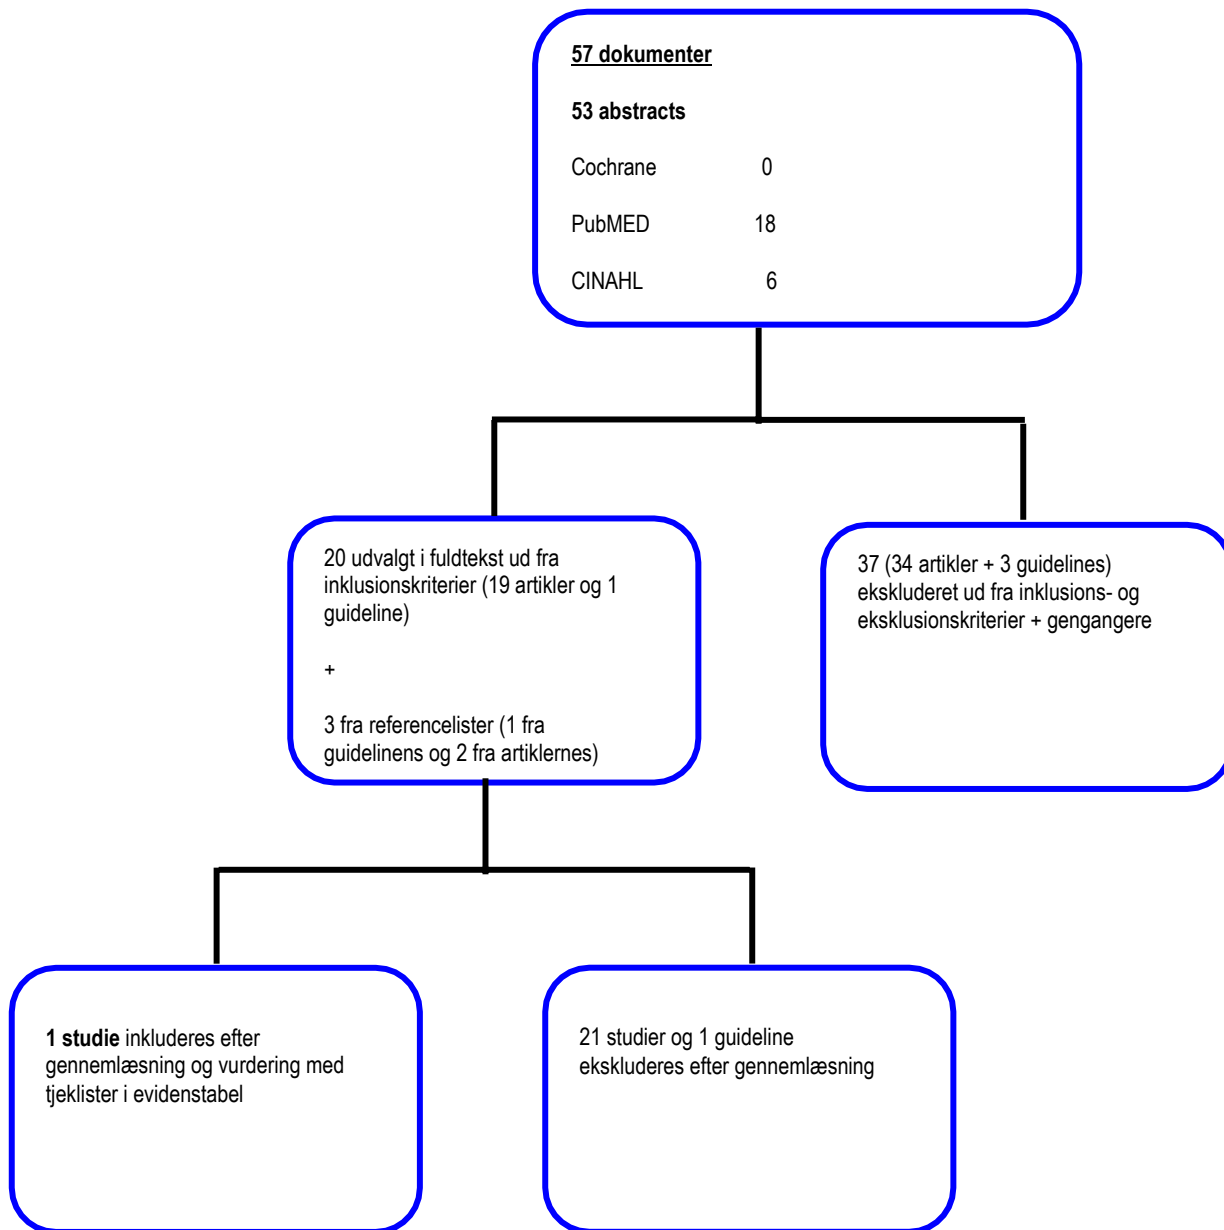 57 dokumenter
53 abstracts
Cochrane 0
PubMED 18
CINAHL 6
20 udvalgt i fuldtekst ud fra
inklusionskriterier (19 artikler og 1
guideline)
+
3 fra referencelister (1 fra
guidelinens og 2 fra artiklernes)
37 (34 artikler + 3 guidelines)
ekskluderet ud fra inklusions- og
eksklusionskriterier + gengangere
1 studie inkluderes efter
gennemlæsning og vurdering med
tjeklister i evidenstabel
21 studier og 1 guideline
ekskluderes efter gennemlæsning